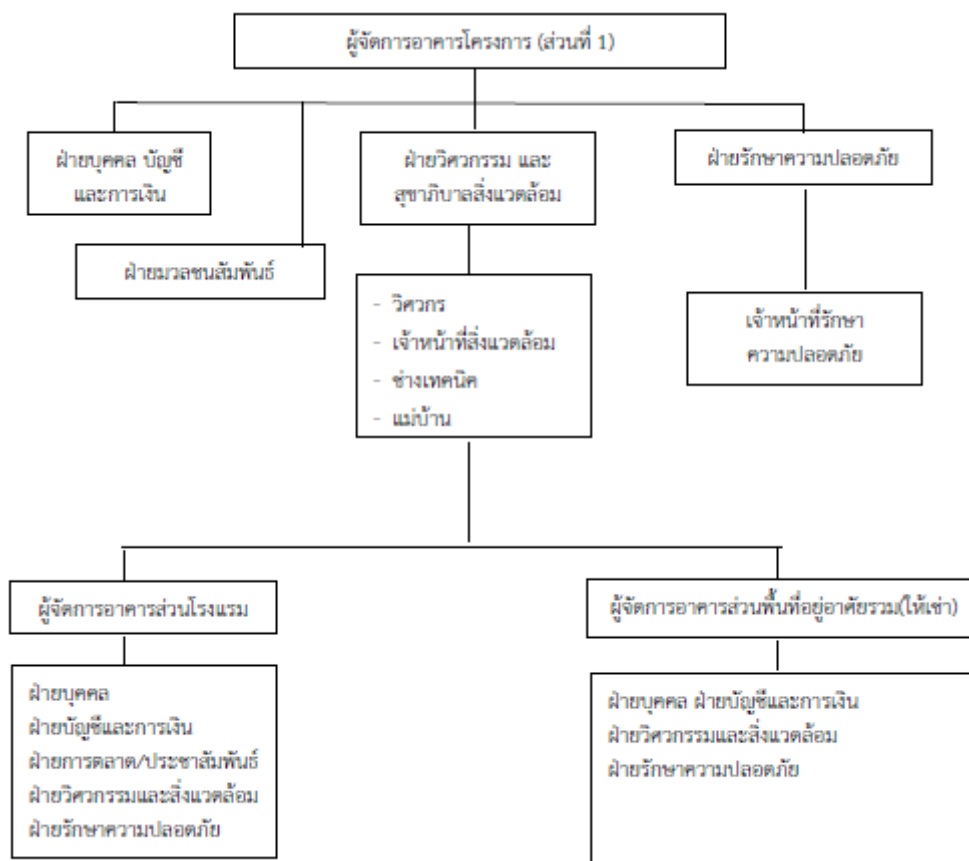 ผู้จัดการอาคารโครงการ (ส่วนที่ 1)
ฝ่ายบุคคล บัญชี
และการเงิน
ฝ่ายมวลชนสัมพันธ์
ฝ่ายวิศวกรรม และ
สุขาภิบาลสิ่งแวดล้อม
ฝ่ายรักษาความปลอดภัย
- วิศวกร
- เจ้าหน้าที่สิ่งแวดล้อม
- ช่างเทคนิค
- แม่บ้าน
เจ้าหน้าที่รักษา
ความปลอดภัย
ผู้จัดการอาคารส่วนโรงแรม
ฝ่ายบุคคล
ฝ่ายบัญชีและการเงิน
ฝ่ายการตลาด/ประชาสัมพันธ์
ฝ่ายวิศวกรรมและสิ่งแวดล้อม
ฝ่ายรักษาความปลอดภัย
ผู้จัดการอาคารส่วนพื้นที่อยู่อาศัยรวม(ให้เช่า)
ฝ่ายบุคคล ฝ่ายบัญชีและการเงิน
ฝ่ายวิศวกรรมและสิ่งแวดล้อม
ฝ่ายรักษาความปลอดภัย